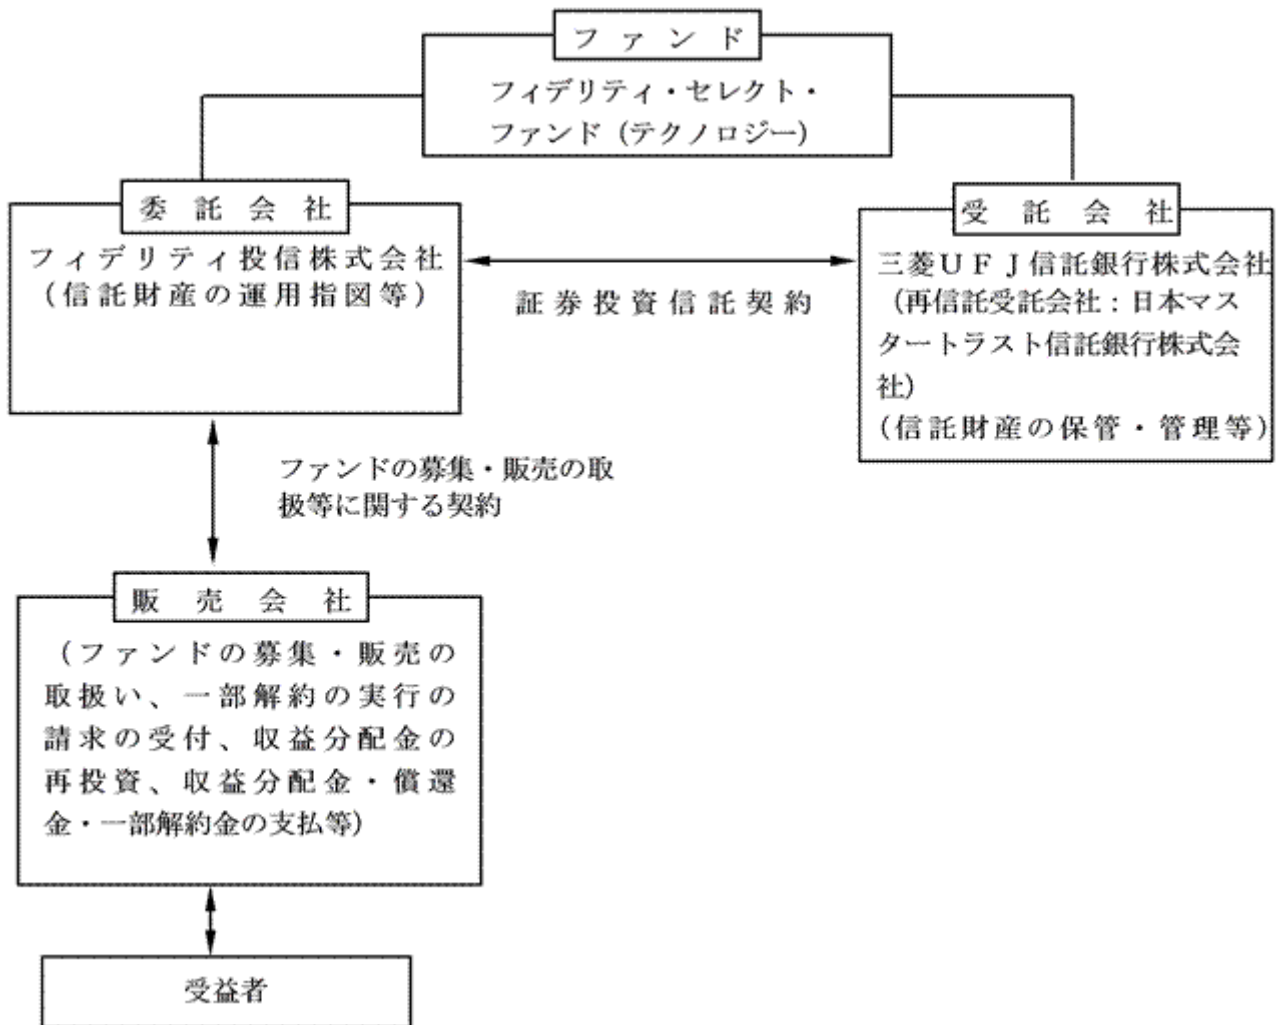 ファンド
フィデリティ・セレクト・
ファンド（テクノロジー）
委託会社
フィデリティ投信株式会社
（信託財産の運用指図等）
証券投資信託契約
受託会社
三菱ＵＦＪ信託銀行株式会社
（再信託受託会社：日本マス
タートラスト信託銀行株式会
社）
（信託財産の保管・管理等）
ファンドの募集・販売の取
扱等に関する契約
販売会社
（ファンドの募集・販売の
取扱い、一部解約の実行の
請求の受付、収益分配金の
再投資、収益分配金・償還
金・一部解約金の支払等）
受益者